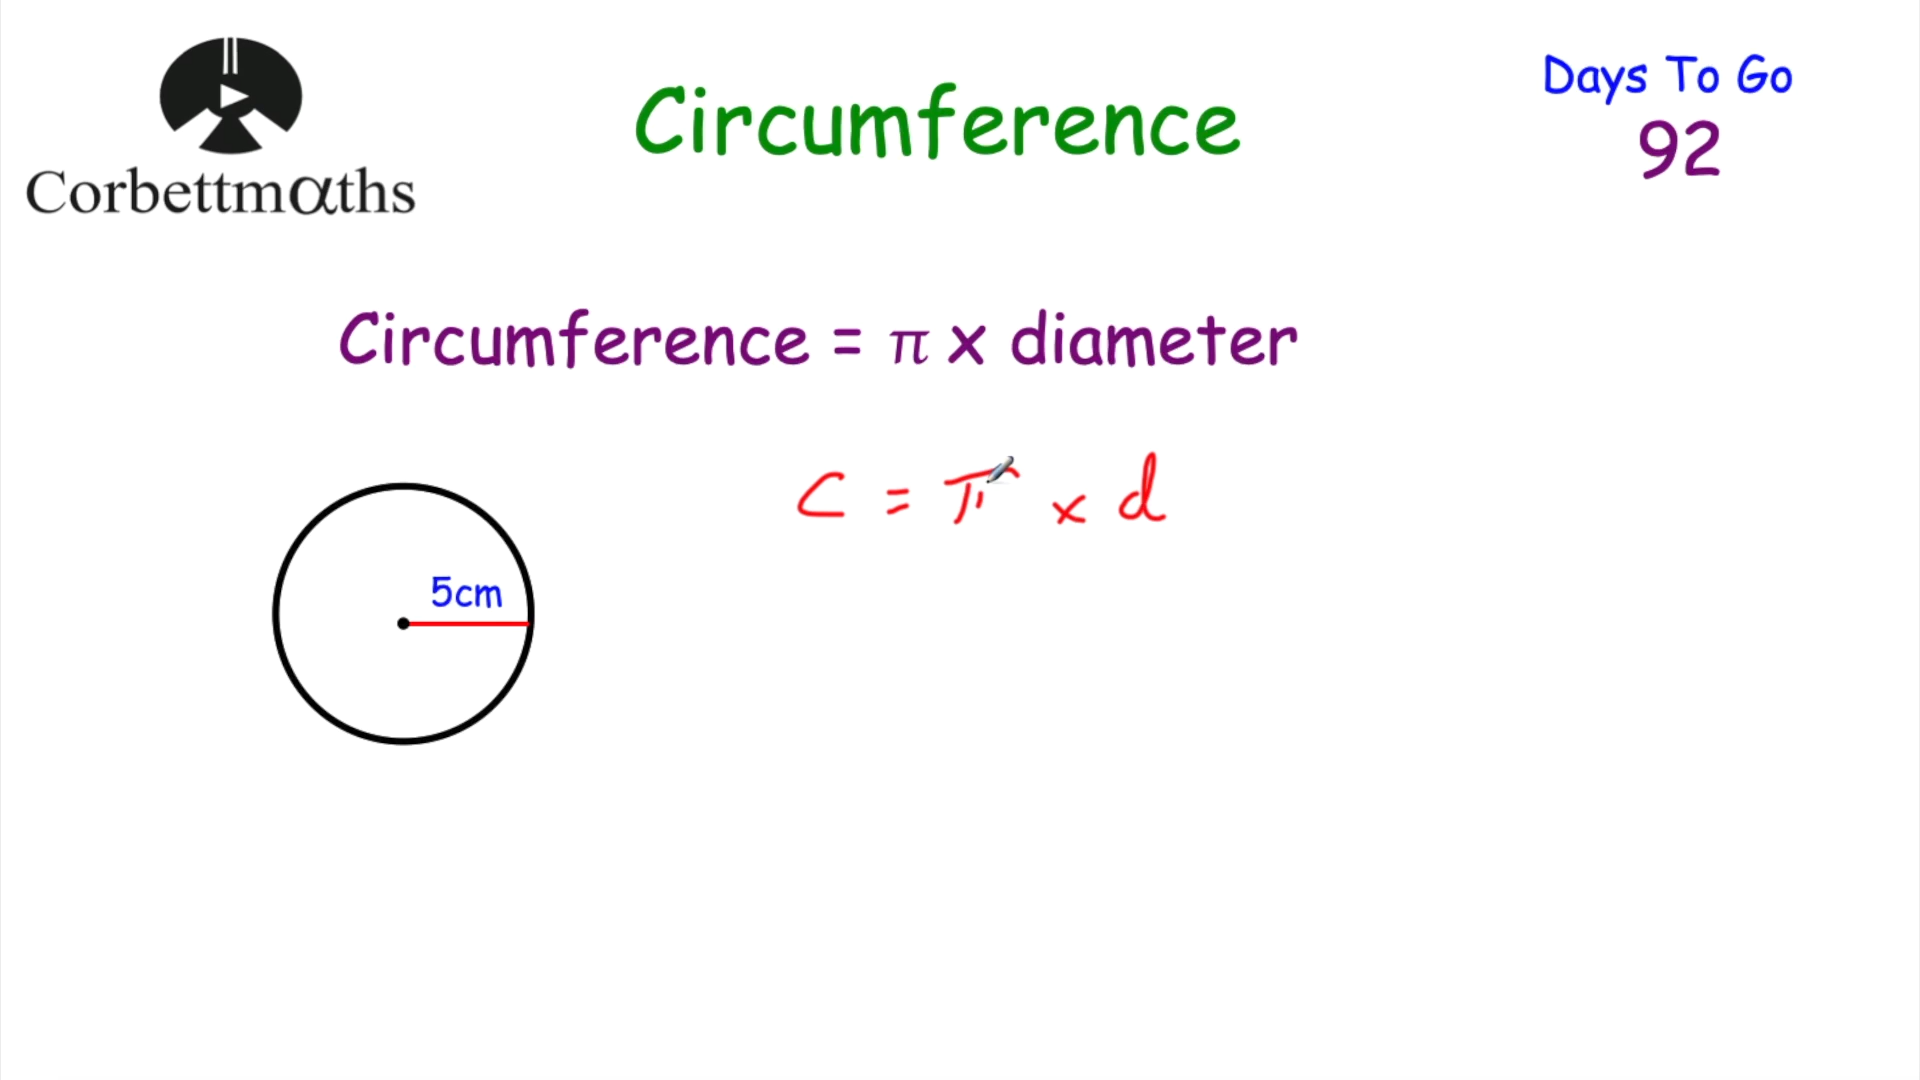 Corbettmαths
Circumference
Days To Go
92
Circumference = π x diameter
C = π x d
5cm